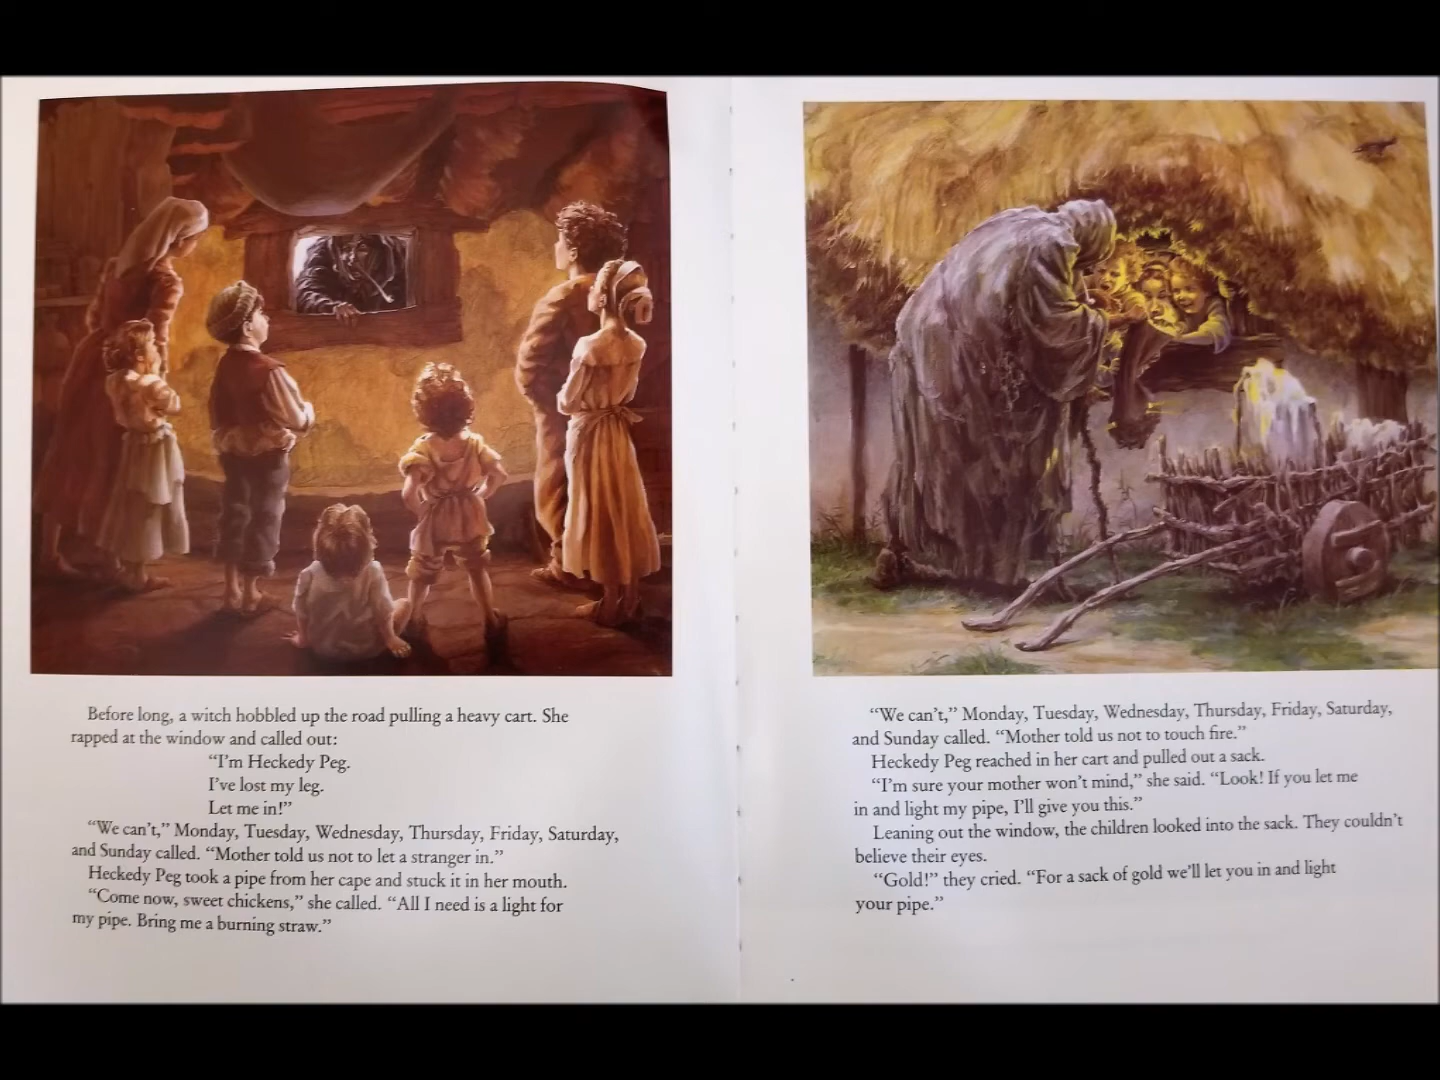 Before long, a witch hobbled up the road pulling a heavy cart. She
rapped at the window and called out:
“I’m Heckedy Peg.
I’ve lost my leg.
Let me in!”
“We can’t,” Monday, Tuesday, Wednesday, Thursday, Friday, Saturday,
and Sunday called. “Mother told us not to let a stranger in.”
Heckedy Peg took a pipe from her cape and stuck it in her mouth.
“Come now, sweet chickens,” she called. “All I need is a light for
my pipe. Bring me a burning straw.”
“We can’t,” Monday, Tuesday, Wednesday, Thursday, Friday, Saturday,
and Sunday called. “Mother told us not to touch fire.”
Heckedy Peg reached in her cart and pulled out a sack.
“I’m sure your mother won’t mind,” she said. “Look! If you let me
in and light my pipe, I’ll give you this.”
Leaning out the window, the children looked into the sack. They couldn’t
believe their eyes.
“Gold!” they cried. “For a sack of gold we’ll let you in and light
your pipe.”